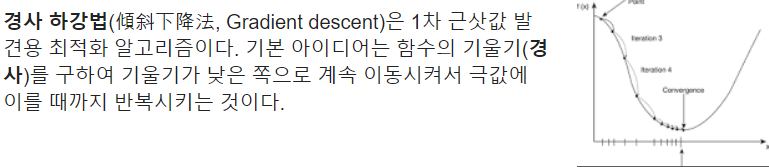 경사 하강법(傾斜下降法, Gradient descent)은 1차 근삿값 발
견용 최적화 알고리즘이다. 기본 아이디어는 함수의 기울기(경
사)를 구하여 기울기가 낮은 쪽으로 계속 이동시켜서 극값에
이를 때까지 반복시키는 것이다.
f (x)
Point
Iteration 3
Iteration 4
Convergence
x